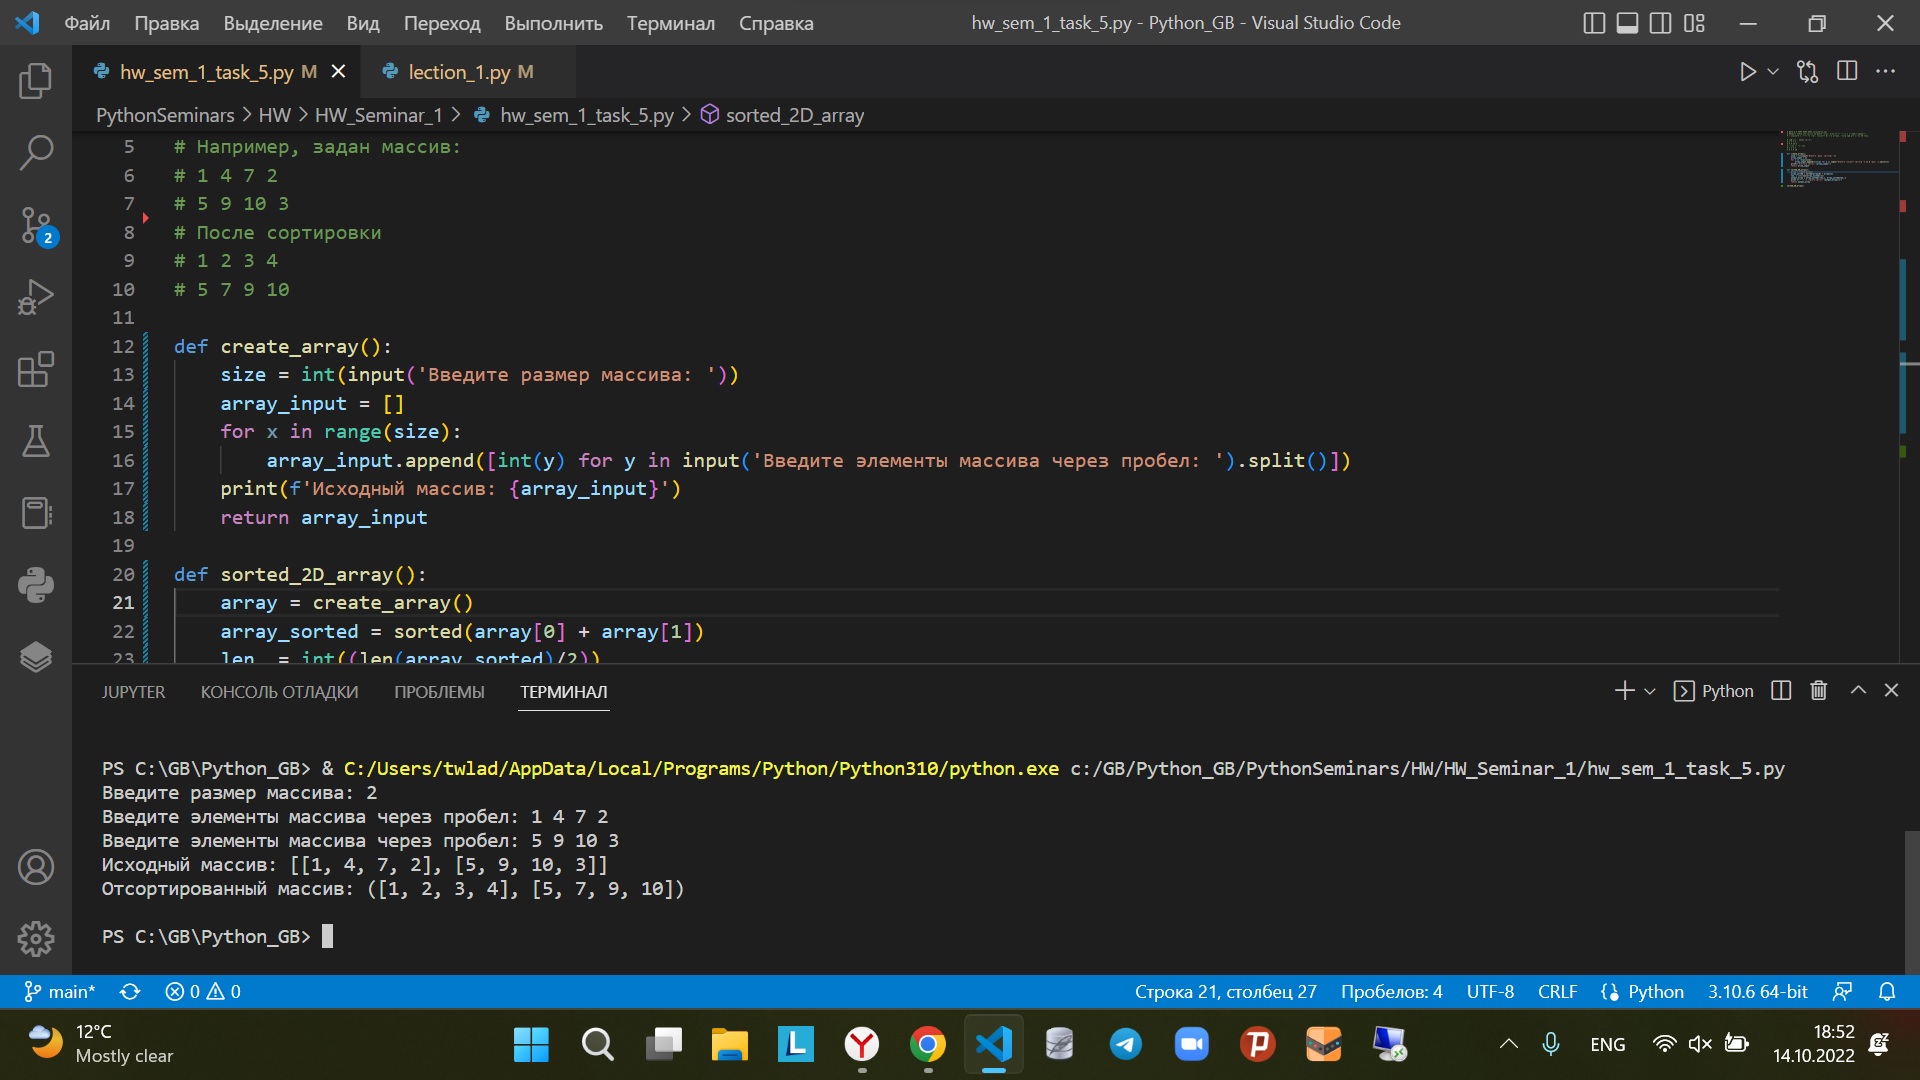 Файл Правка Выделение Вид Переход Выполнить Терминал Справка hw_sem_1_task_5.py - Python_GB - Visual Studio Code
hw_sem_1_task_5.py M lection_1.py M
PythonSeminars > HW > HW_Seminar_1 > hw_sem_1_task_5.py > sorted_2D_array
5 # Например, задан массив:
6 # 1 4 7 2
7 # 5 9 10 3
8 # После сортировки
9 # 1 2 3 4
10 # 5 7 9 10
11
12 def create_array():
13 size = int(input('Введите размер массива: '))
14 array_input = []
15 for x in range(size):
16 array_input.append([int(y) for y in input('Введите элементы массива через пробел: ').split()])
17 print(f'Исходный массив: {array_input}')
18 return array_input
19
20 def sorted_2D_array():
21 array = create_array()
22 array_sorted = sorted(array[0] + array[1])
23 len_ = int((len(array_sorted)/2))
JUPYTER КОНСОЛЬ ОТЛАДКИ ПРОБЛЕМЫ ТЕРМИНАЛ Python
PS C:\GB\Python_GB> & C:/Users/twlad/AppData/Local/Programs/Python/Python310/python.exe c:/GB/Python_GB/PythonSeminars/HW/HW_Seminar_1/hw_sem_1_task_5.py
Введите размер массива: 2
Введите элементы массива через пробел: 1 4 7 2
Введите элементы массива через пробел: 5 9 10 3
Исходный массив: [[1, 4, 7, 2], [5, 9, 10, 3]]
Отсортированный массив: ([1, 2, 3, 4], [5, 7, 9, 10])
PS C:\GB\Python_GB>
2
main* 0 0 Строка 21, столбец 27 Пробелов: 4 UTF-8 CRLF Python 3.10.6 64-bit
12°C
Mostly clear
ENG
18:52
14.10.2022